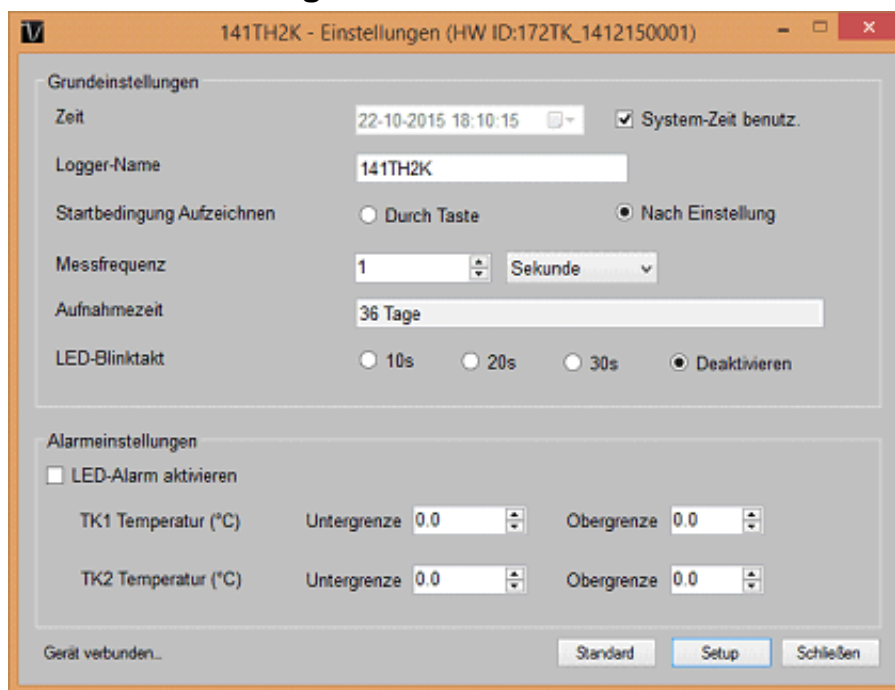 141TH2K - Einstellungen (HW ID:172TK_1412150001)
Grundeinstellungen
Zeit 22-10-2015 18:10:15 System-Zeit benutz.
Logger-Name 141TH2K
Startbedingung Aufzeichnen Durch Taste Nach Einstellung
Messfrequenz 1 Sekunde
Aufnahmezeit 36 Tage
LED-Blinktakt 10s 20s 30s Deaktivieren
Alarmeinstellungen
LED-Alarm aktivieren
TK1 Temperatur (°C) Untergrenze 0.0 Obergrenze 0.0
TK2 Temperatur (°C) Untergrenze 0.0 Obergrenze 0.0
Gerät verbunden... Standard Setup Schließen